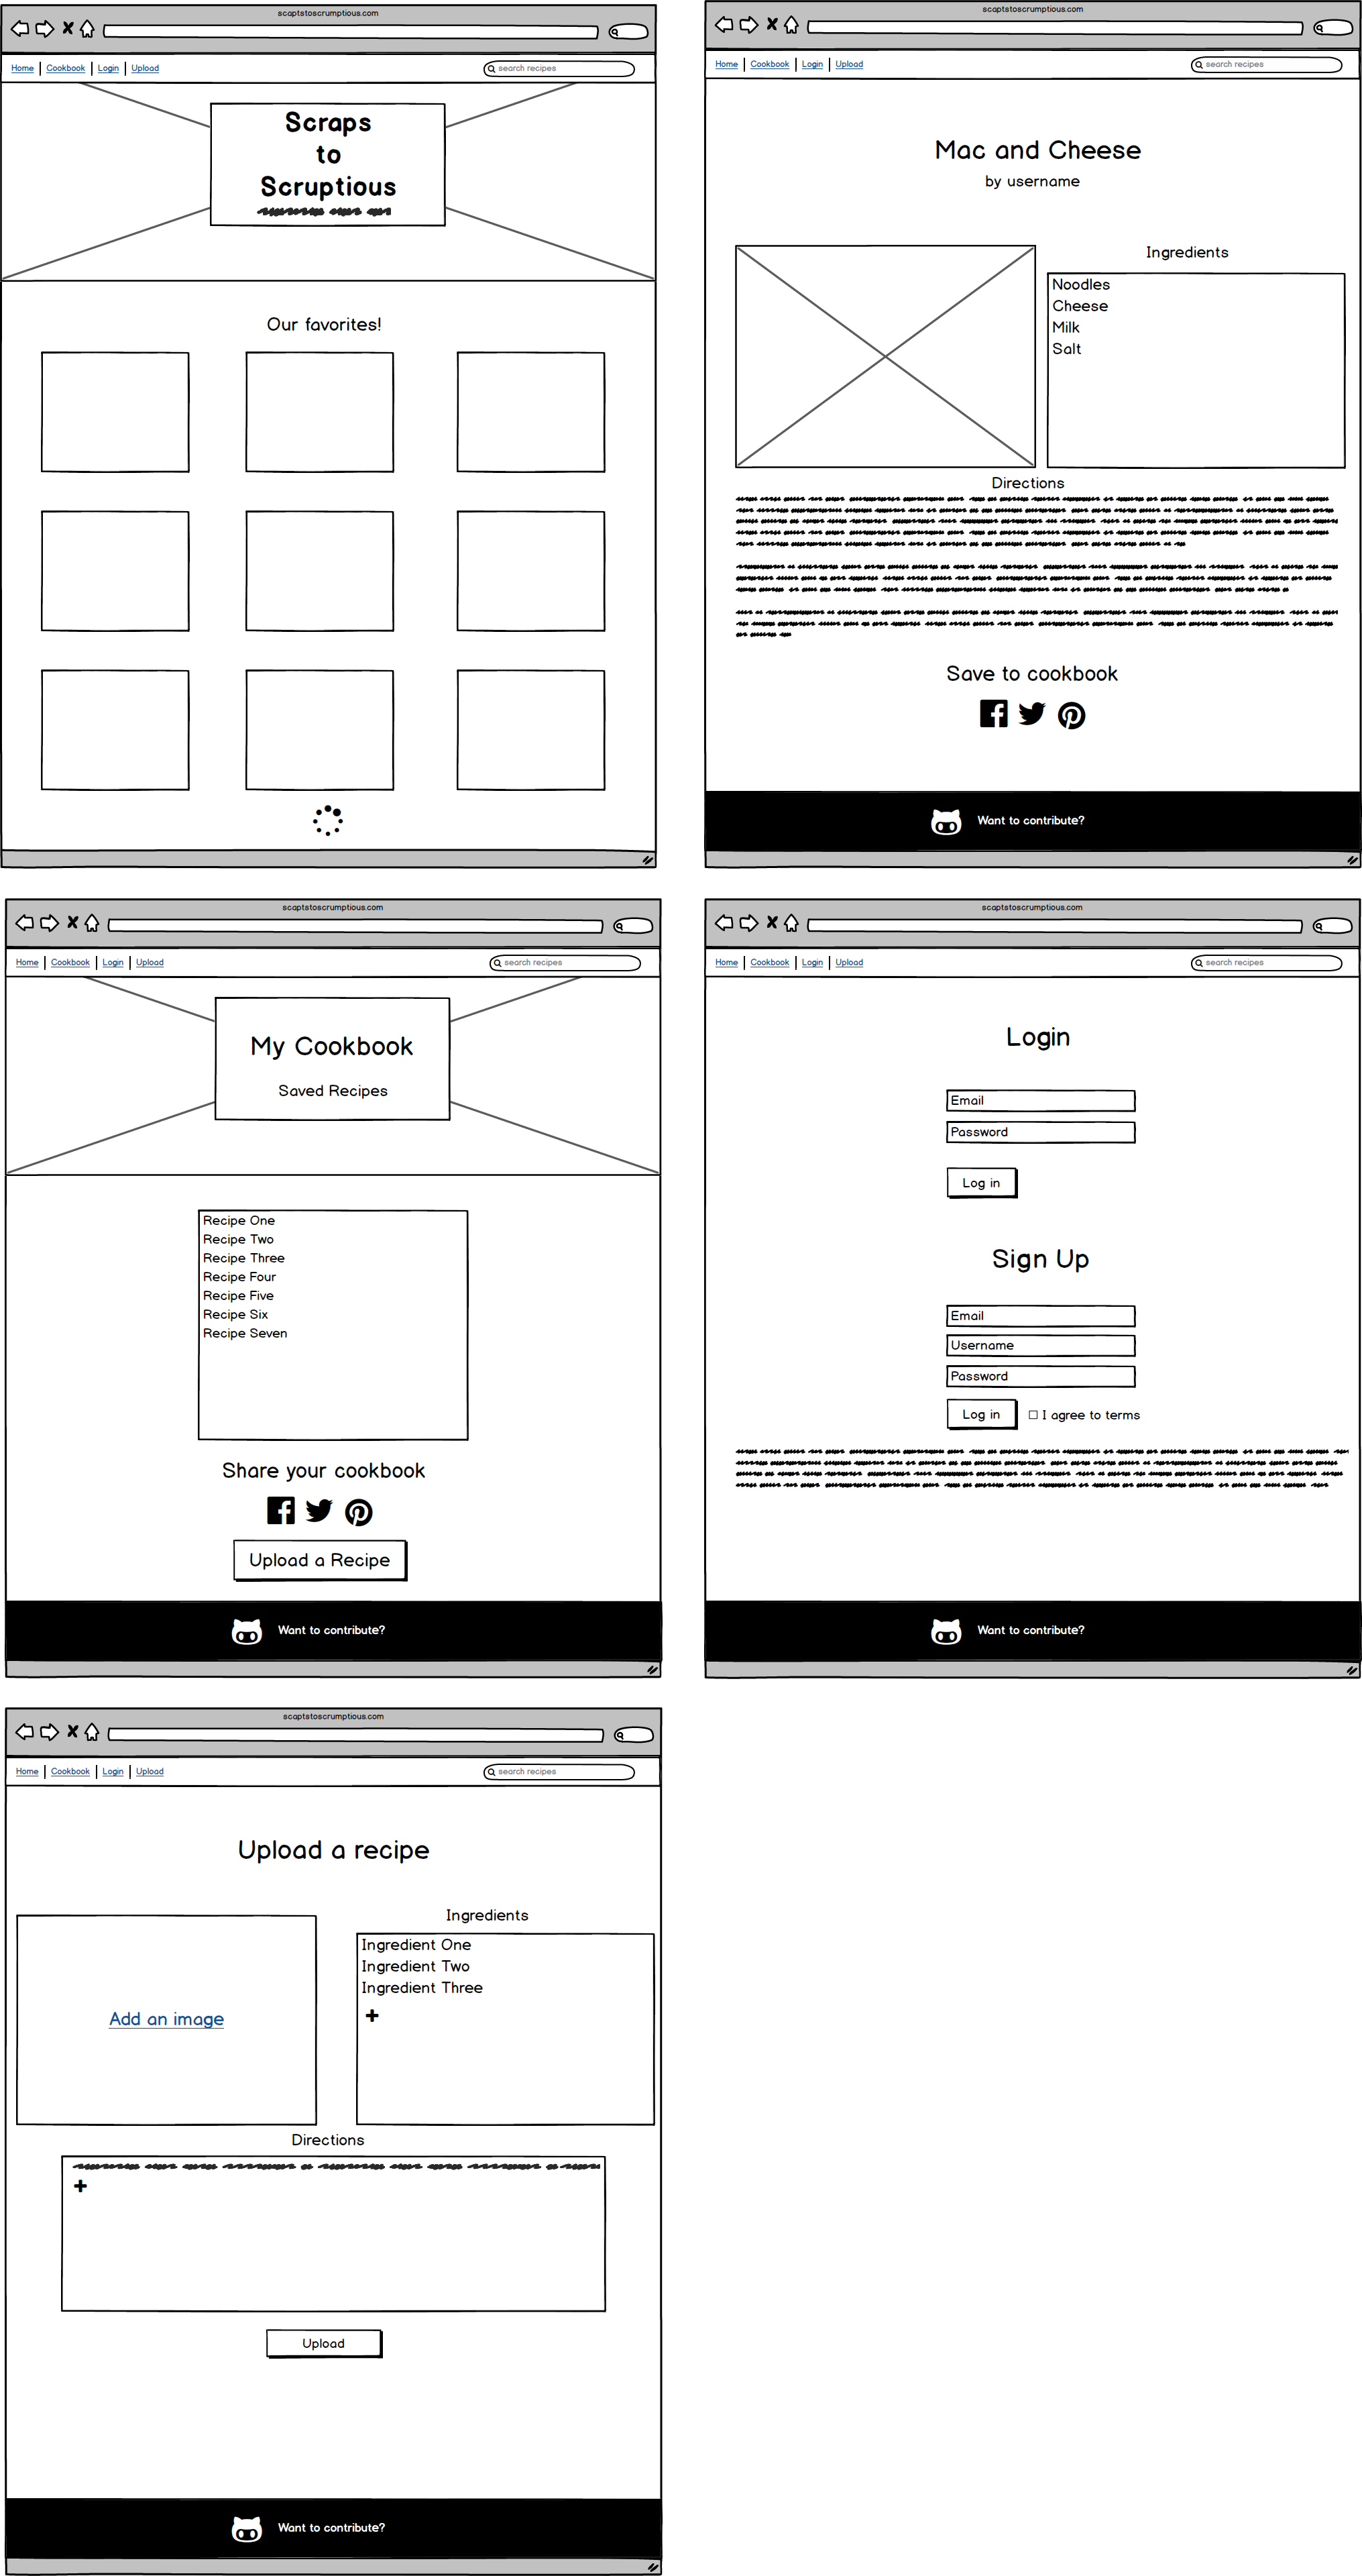 scaptstoscrumptious.com
Home Cookbook Login Upload search recipes
Scraps
to
Scruptious
Our favorites!
scaptstoscrumptious.com
Home Cookbook Login Upload search recipes
Mac and Cheese
by username
Ingredients
Noodles
Cheese
Milk
Salt
Directions
Save to cookbook
Want to contribute?
scaptstoscrumptious.com
Home Cookbook Login Upload search recipes
My Cookbook
Saved Recipes
Recipe One
Recipe Two
Recipe Three
Recipe Four
Recipe Five
Recipe Six
Recipe Seven
Share your cookbook
Upload a Recipe
Want to contribute?
scaptstoscrumptious.com
Home Cookbook Login Upload search recipes
Login
Email
Password
Log in
Sign Up
Email
Username
Password
Log in I agree to terms
Want to contribute?
scaptstoscrumptious.com
Home Cookbook Login Upload search recipes
Upload a recipe
Add an image
Ingredients
Ingredient One
Ingredient Two
Ingredient Three
+
Directions
+
Upload
Want to contribute?